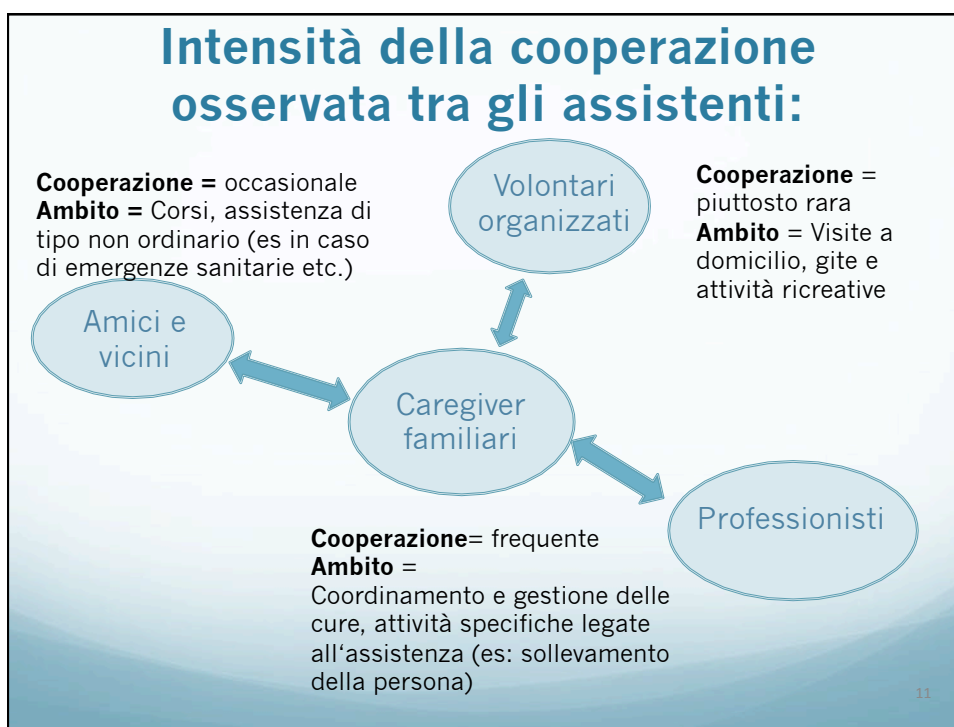 Intensità della cooperazione
osservata tra gli assistenti:
Cooperazione = occasionale
Ambito = Corsi, assistenza di
tipo non ordinario (es in caso
di emergenze sanitarie etc.)
Volontari
organizzati
Cooperazione =
piuttosto rara
Ambito = Visite a
domicilio, gite e
attività ricreative
Amici e
vicini
Caregiver
familiari
Professionisti
Cooperazione= frequente
Ambito =
Coordinamento e gestione delle
cure, attività specifiche legate
all‘assistenza (es: sollevamento
della persona)
11